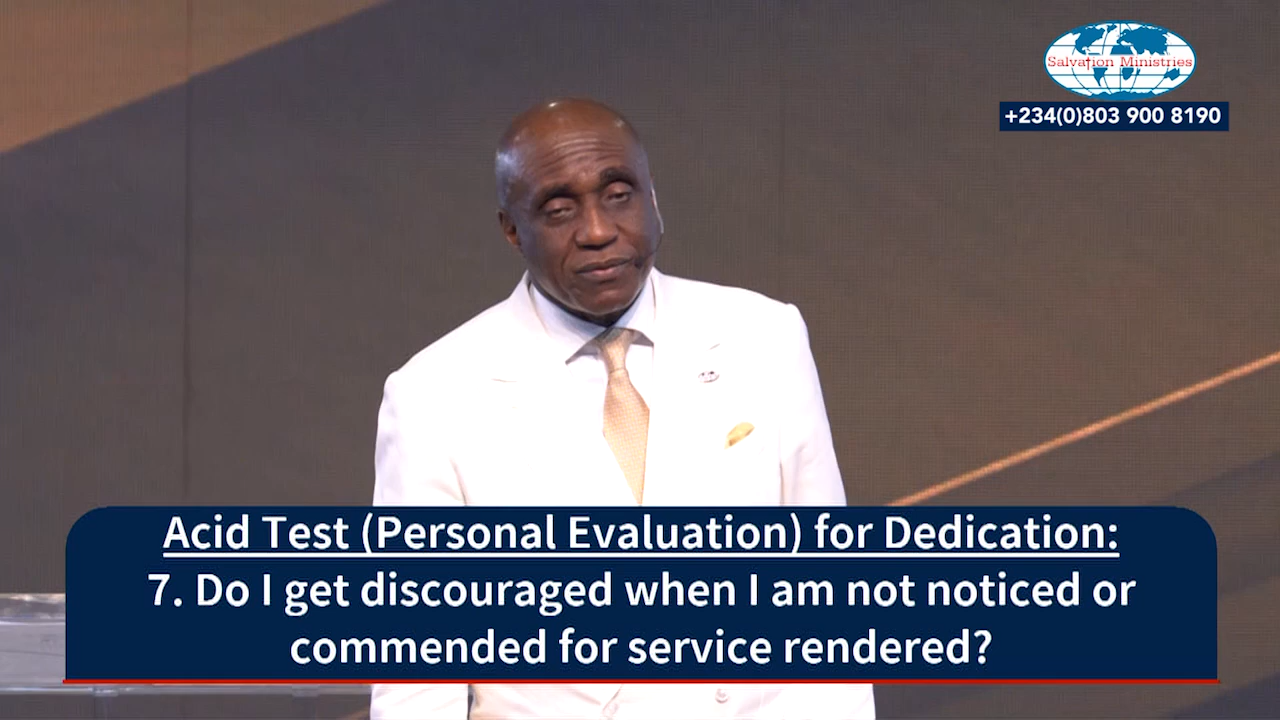 Salvation Ministries
+234(0)803 900 8190
Acid Test (Personal Evaluation) for Dedication:
7. Do I get discouraged when I am not noticed or
commended for service rendered?